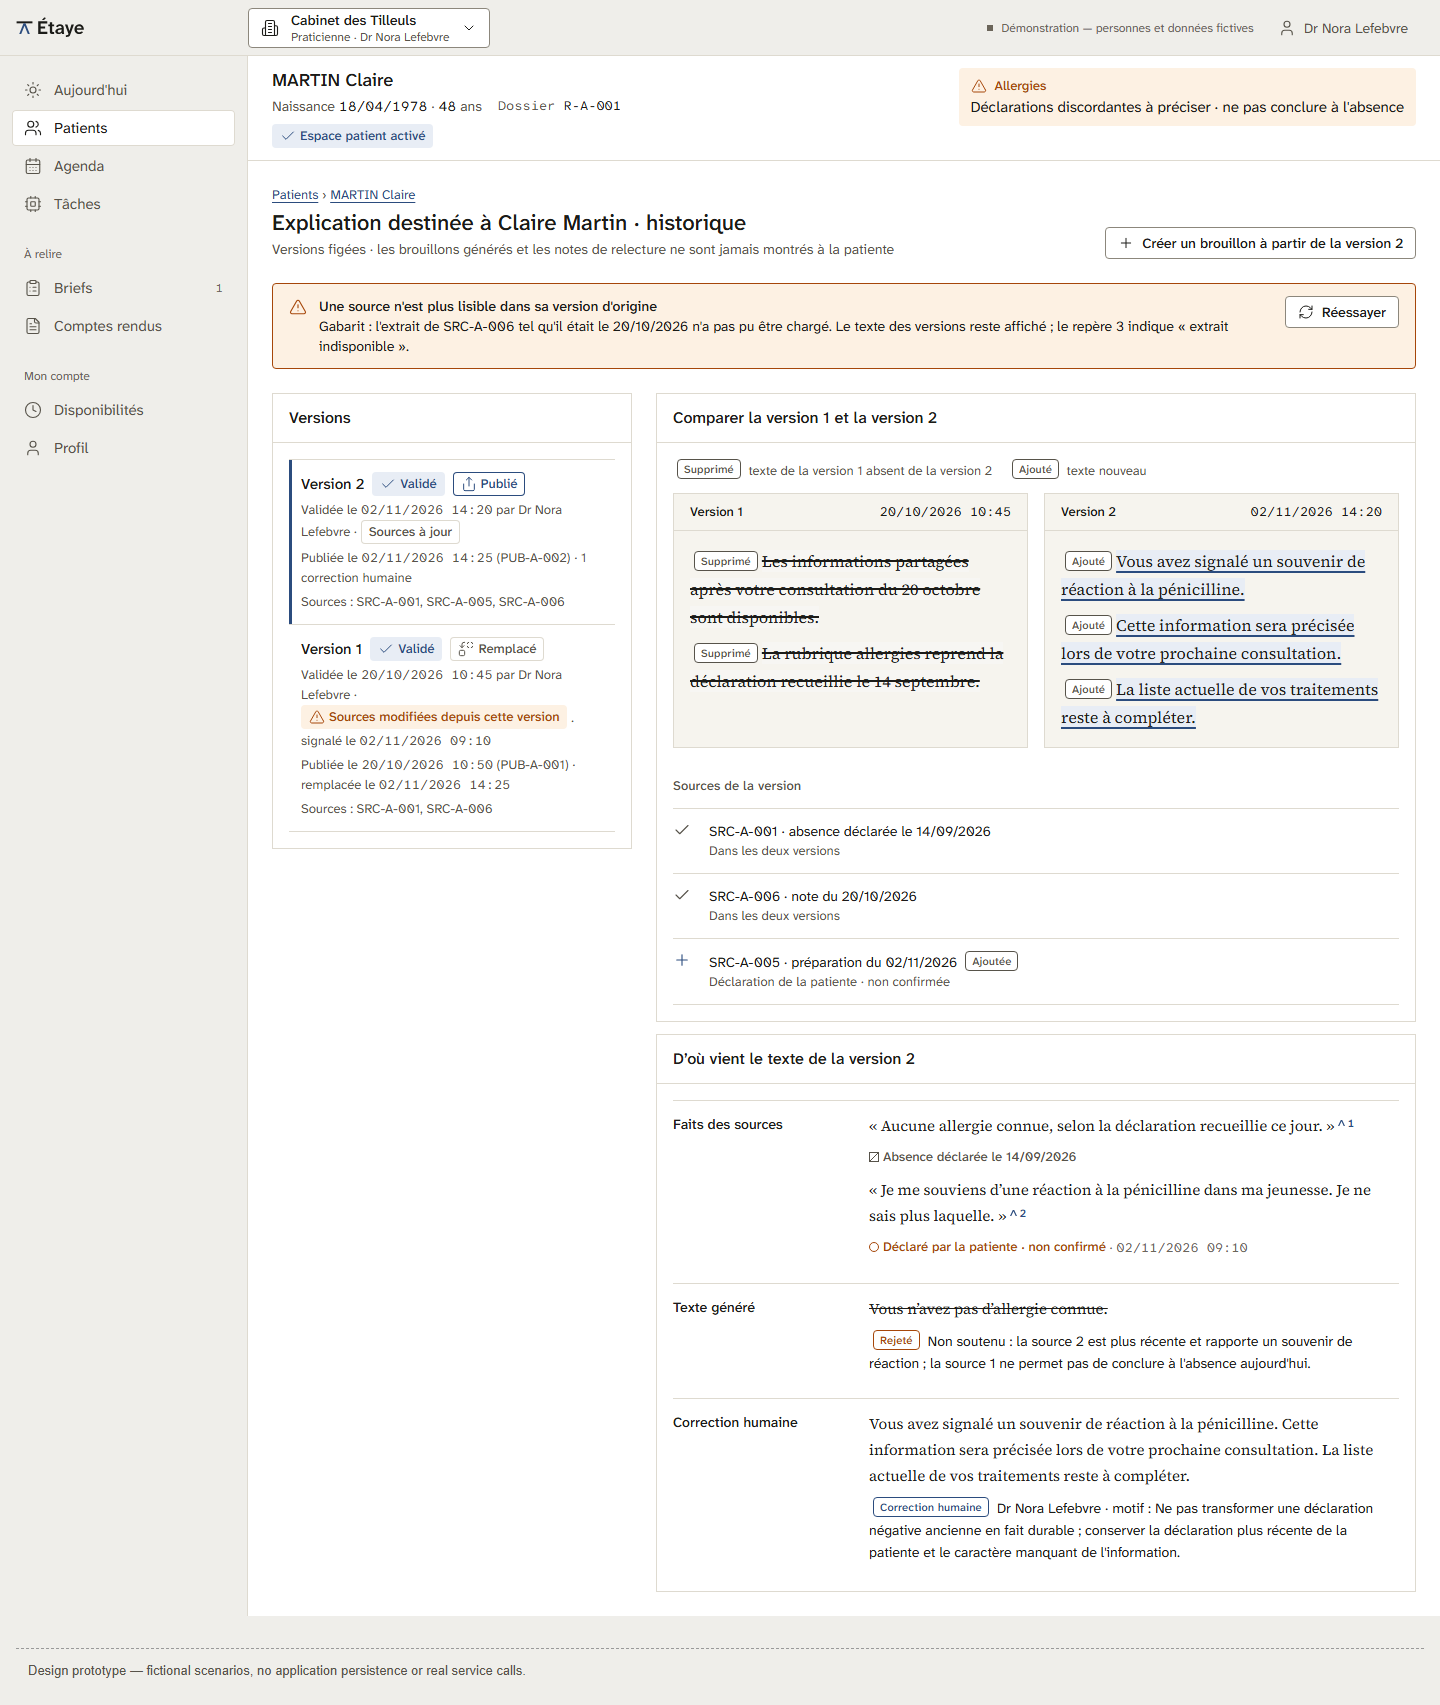 Étaye
Cabinet des Tilleuls
Praticienne · Dr Nora Lefebvre
Démonstration — personnes et données fictives
Dr Nora Lefebvre
Aujourd'hui
Patients
Agenda
Tâches
À relire
Briefs 1
Comptes rendus
Mon compte
Disponibilités
Profil
MARTIN Claire
Naissance 18/04/1978 · 48 ans Dossier R-A-001
Espace patient activé
Allergies
Déclarations discordantes à préciser · ne pas conclure à l'absence
Patients › MARTIN Claire
Explication destinée à Claire Martin · historique
Versions figées · les brouillons générés et les notes de relecture ne sont jamais montrés à la patiente
Créer un brouillon à partir de la version 2
Une source n'est plus lisible dans sa version d'origine
Gabarit : l'extrait de SRC-A-006 tel qu'il était le 20/10/2026 n'a pas pu être chargé. Le texte des versions reste affiché ; le repère 3 indique « extrait
indisponible ».
Réessayer
Versions
Version 2 Validé Publié
Validée le 02/11/2026 14:20 par Dr Nora
Lefebvre · Sources à jour
Publiée le 02/11/2026 14:25 (PUB-A-002) · 1
correction humaine
Sources : SRC-A-001, SRC-A-005, SRC-A-006
Version 1 Validé Remplacé
Validée le 20/10/2026 10:45 par Dr Nora
Lefebvre ·
Sources modifiées depuis cette version ·
signalé le 02/11/2026 09:10
Publiée le 20/10/2026 10:50 (PUB-A-001) ·
remplacée le 02/11/2026 14:25
Sources : SRC-A-001, SRC-A-006
Comparer la version 1 et la version 2
Supprimé texte de la version 1 absent de la version 2 Ajouté texte nouveau
Version 1 20/10/2026 10:45
Supprimé Les informations partagées
après votre consultation du 20 octobre
sont disponibles.
Supprimé La rubrique allergies reprend la
déclaration recueillie le 14 septembre.
Version 2 02/11/2026 14:20
Ajouté Vous avez signalé un souvenir de
réaction à la pénicilline.
Ajouté Cette information sera précisée
lors de votre prochaine consultation.
Ajouté La liste actuelle de vos traitements
reste à compléter.
Sources de la version
SRC-A-001 · absence déclarée le 14/09/2026
Dans les deux versions
SRC-A-006 · note du 20/10/2026
Dans les deux versions
SRC-A-005 · préparation du 02/11/2026 Ajoutée
Déclaration de la patiente · non confirmée
D'où vient le texte de la version 2
Faits des sources
« Aucune allergie connue, selon la déclaration recueillie ce jour. » ^ 1
Absence déclarée le 14/09/2026
« Je me souviens d’une réaction à la pénicilline dans ma jeunesse. Je ne
sais plus laquelle. » ^ 2
Déclaré par la patiente · non confirmé · 02/11/2026 09:10
Texte généré
Vous n’avez pas d’allergie connue.
Rejeté Non soutenu : la source 2 est plus récente et rapporte un souvenir de
réaction ; la source 1 ne permet pas de conclure à l'absence aujourd'hui.
Correction humaine
Vous avez signalé un souvenir de réaction à la pénicilline. Cette
information sera précisée lors de votre prochaine consultation. La liste
actuelle de vos traitements reste à compléter.
Correction humaine Dr Nora Lefebvre · motif : Ne pas transformer une déclaration
négative ancienne en fait durable ; conserver la déclaration plus récente de la
patiente et le caractère manquant de l'information.
Design prototype — fictional scenarios, no application persistence or real service calls.